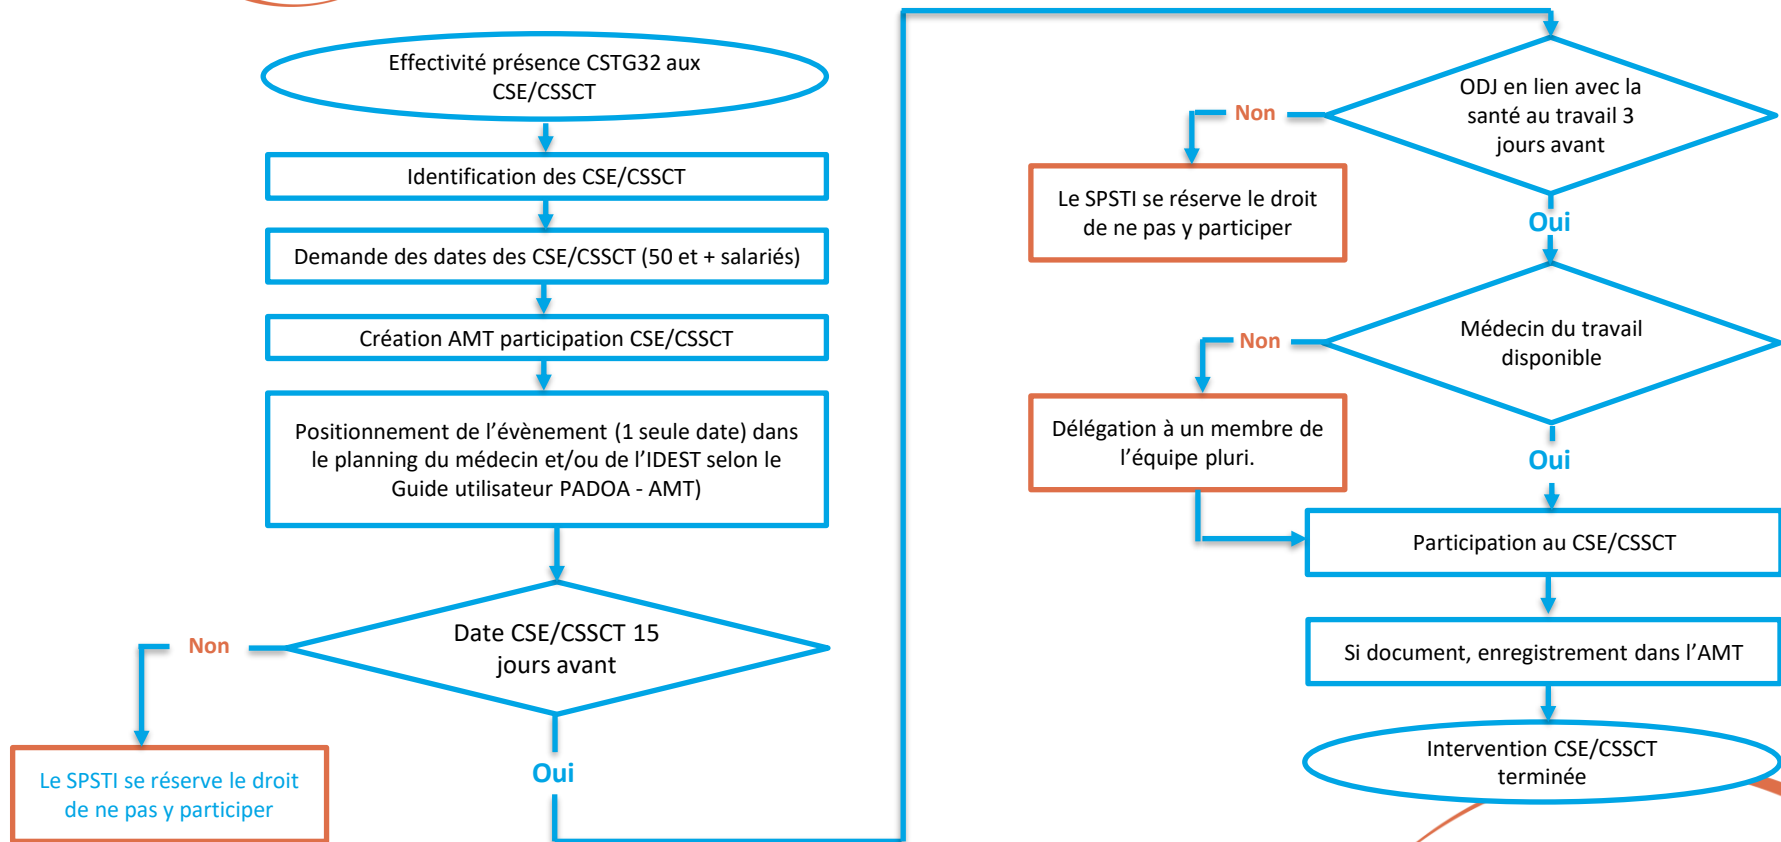 Effectivité présence CSTG32 aux
CSE/CSSCT
Identification des CSE/CSSCT
Demande des dates des CSE/CSSCT (50 et + salariés)
Création AMT participation CSE/CSSCT
Positionnement de l’évènement (1 seule date) dans
le planning du médecin et/ou de l’IDEST selon le
Guide utilisateur PADOA - AMT)
Date CSE/CSSCT 15
jours avant
Non
Le SPSTI se réserve le droit
de ne pas y participer
Oui
ODJ en lien avec la
santé au travail 3
jours avant
Non
Le SPSTI se réserve le droit
de ne pas y participer
Oui
Médecin du travail
disponible
Non
Délégation à un membre de
l’équipe pluri.
Oui
Participation au CSE/CSSCT
Si document, enregistrement dans l’AMT
Intervention CSE/CSSCT
terminée